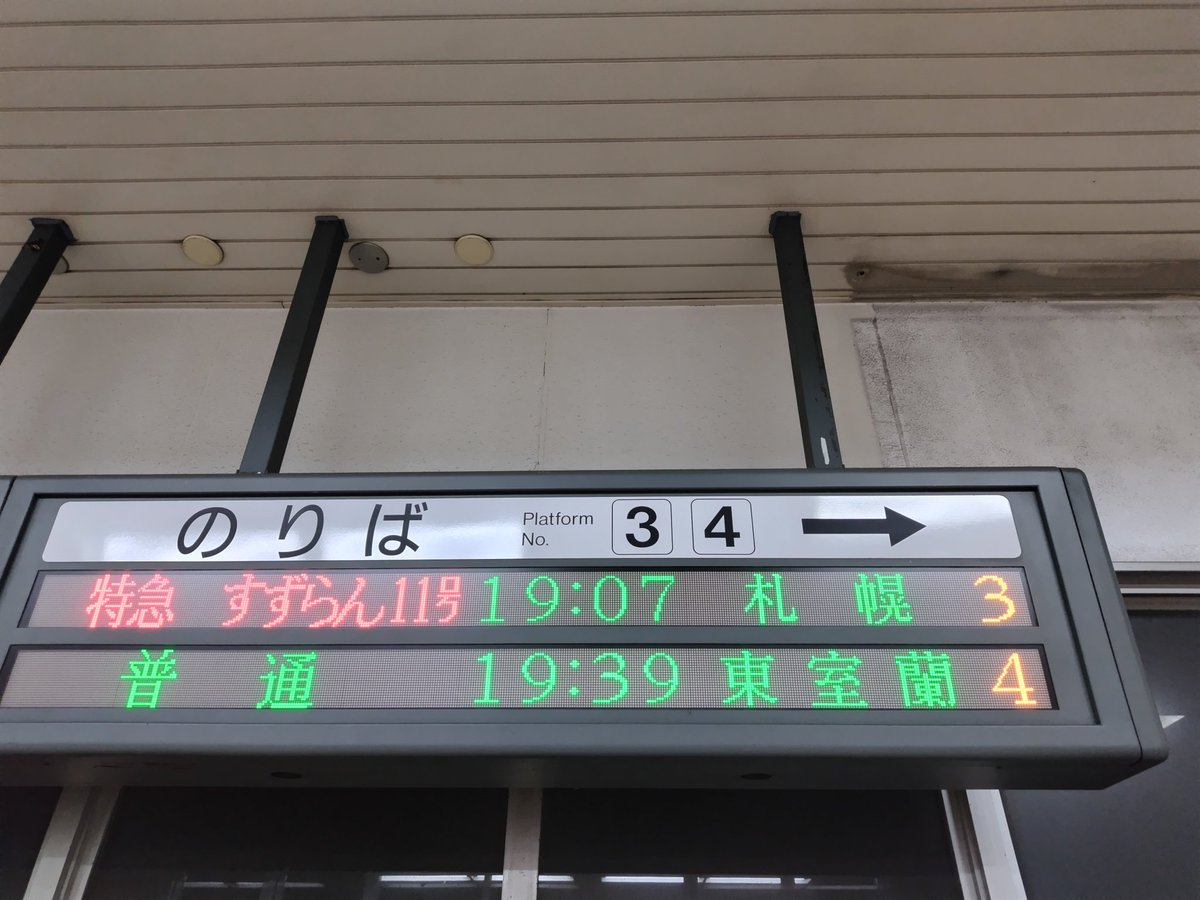 のりば Platform No. 3 4 →
特急 すずらん11号 19:07 札幌 3
普通 19:39 東室蘭 4